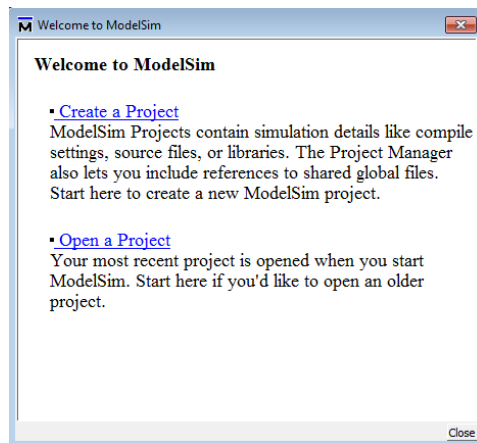 Welcome to ModelSim
Welcome to ModelSim
Create a Project
ModelSim Projects contain simulation details like compile
settings, source files, or libraries. The Project Manager
also lets you include references to shared global files.
Start here to create a new ModelSim project.
Open a Project
Your most recent project is opened when you start
ModelSim. Start here if you'd like to open an older
project.
Close